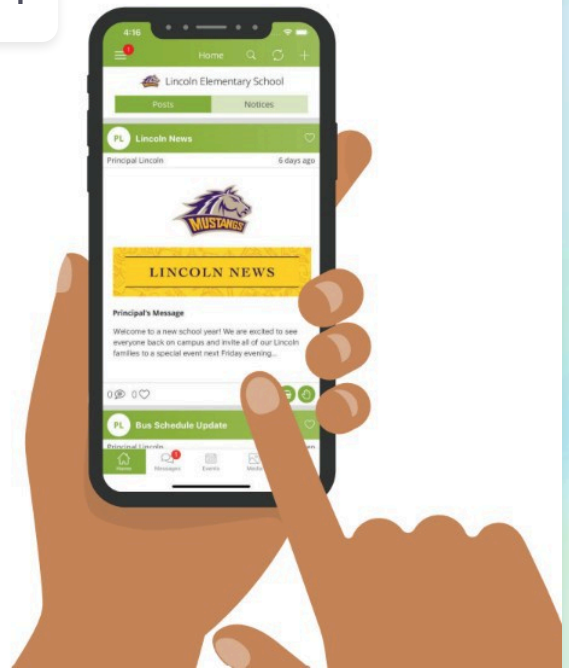 4:16
1
Home
Lincoln Elementary School
Posts Notices
PL Lincoln News
Principal Lincoln 6 days ago
MUSTANGS
LINCOLN NEWS
Principal's Message
Welcome to a new school year! We are excited to see
everyone back on campus and invite all of our Lincoln
families to a special event next Friday evening...
0 0
PL Bus Schedule Update
Principal Lincoln
1
Home Messages Events Media